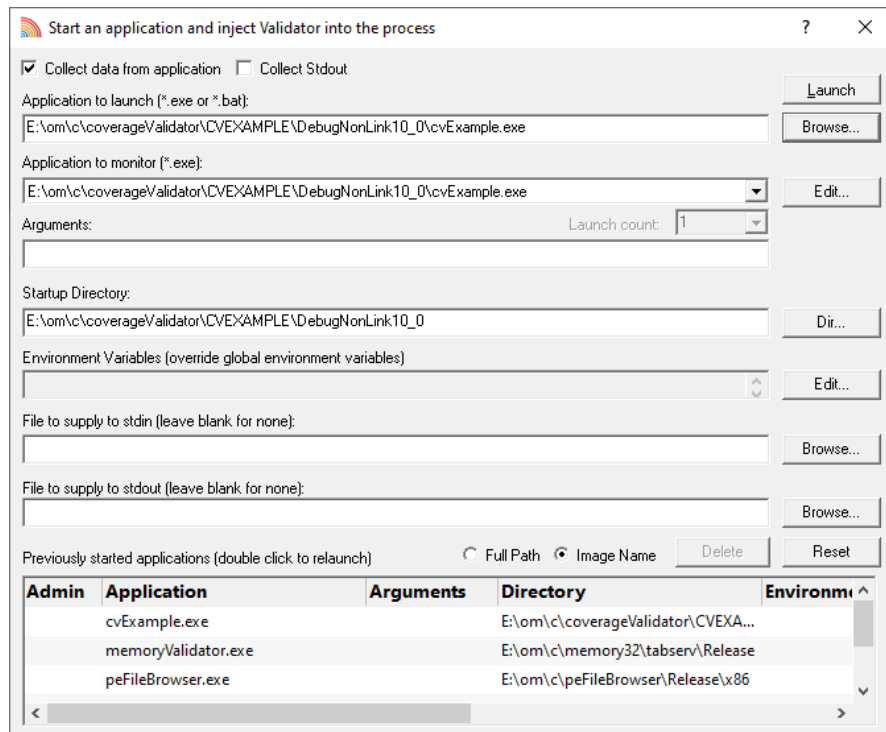 Start an application and inject Validator into the process ?
Collect data from application Collect Stdout
Launch
Application to launch (*.exe or *.bat):
E:\om\c\coverageValidator\CVEXAMPLE\DebugNonLink10_0\cvExample.exe Browse...
Application to monitor (*.exe):
E:\om\c\coverageValidator\CVEXAMPLE\DebugNonLink10_0\cvExample.exe Edit...
Arguments: Launch count: 1
Startup Directory:
E:\om\c\coverageValidator\CVEXAMPLE\DebugNonLink10_0 Dir...
Environment Variables (override global environment variables)
Edit...
File to supply to stdin (leave blank for none):
Browse...
File to supply to stdout (leave blank for none):
Browse...
Previously started applications (double click to relaunch) Full Path Image Name Delete Reset
Admin Application Arguments Directory Environme
cvExample.exe E:\om\c\coverageValidator\CVEXA...
memoryValidator.exe E:\om\c\memory32\tabserv\Release
peFileBrowser.exe E:\om\c\peFileBrowser\Release\x86